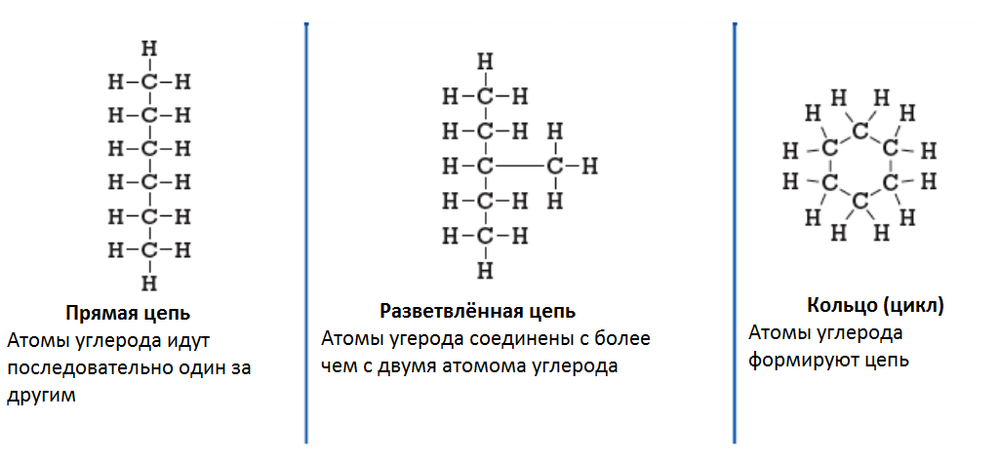 H
H–C–H
H–C–H
H–C–H
H–C–H
H–C–H
H–C–H
H
Прямая цепь
Атомы углерода идут
последовательно один за
другим
H
H–C–H
H–C–H H
H–C–C–H
H–C–H H
H–C–H
H
Разветвлённая цепь
Атомы угерода соединены с более
чем с двумя атомома углерода
H H
H H
C
H–C C–H
H–C C–H
C
H H
H H
Кольцо (цикл)
Атомы углерода
формируют цепь